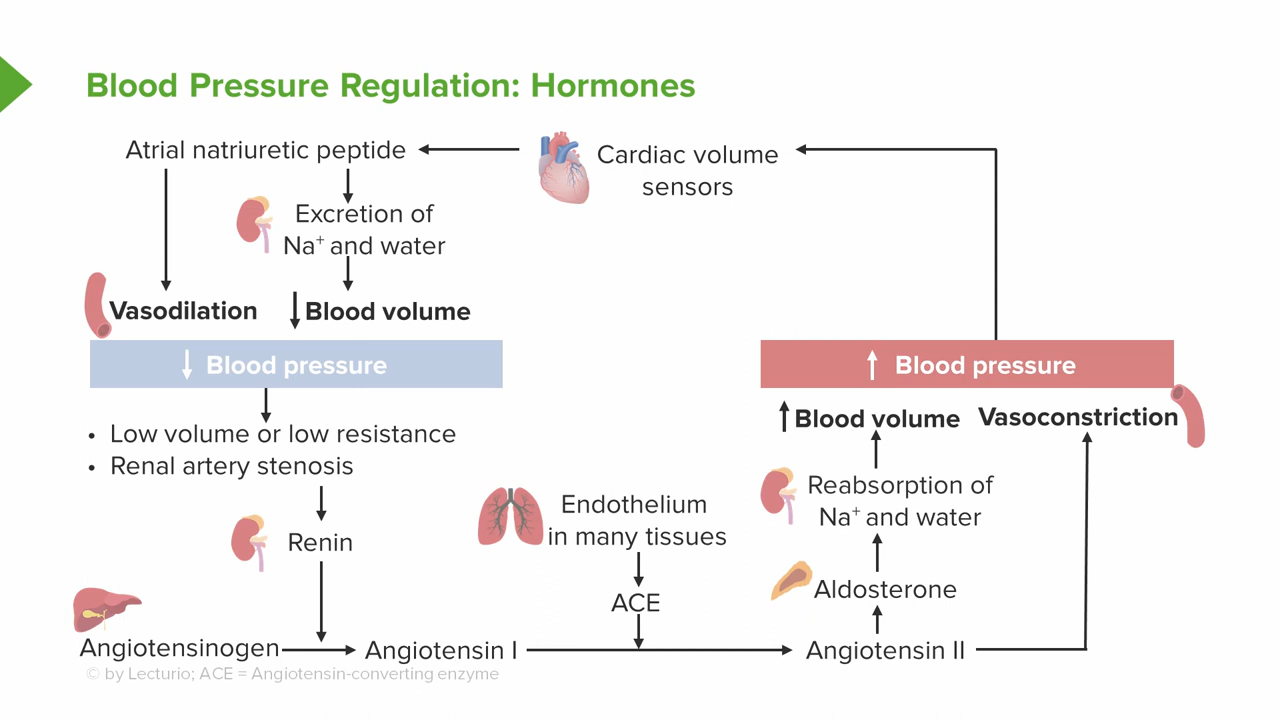 Blood Pressure Regulation: Hormones
Atrial natriuretic peptide
Cardiac volume
sensors
Excretion of
Na⁺ and water
Vasodilation
↓ Blood volume
↓ Blood pressure
↑ Blood pressure
• Low volume or low resistance
• Renal artery stenosis
↑ Blood volume
Vasoconstriction
Renin
Endothelium
in many tissues
Reabsorption of
Na⁺ and water
ACE
Aldosterone
Angiotensinogen
Angiotensin I
Angiotensin II
© by Lecturio; ACE = Angiotensin-converting enzyme